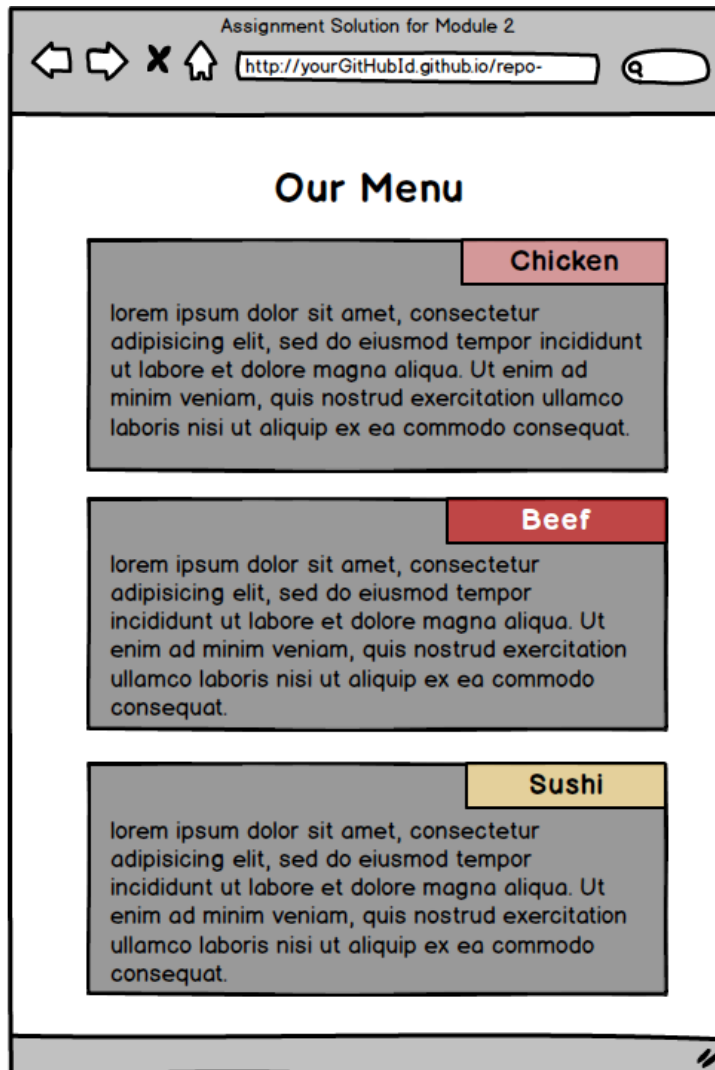 Assignment Solution for Module 2
http://yourGitHubId.github.io/repo-
Our Menu
Chicken
lorem ipsum dolor sit amet, consectetur
adipisicing elit, sed do eiusmod tempor incididunt
ut labore et dolore magna aliqua. Ut enim ad
minim veniam, quis nostrud exercitation ullamco
laboris nisi ut aliquip ex ea commodo consequat.
Beef
lorem ipsum dolor sit amet, consectetur
adipisicing elit, sed do eiusmod tempor
incididunt ut labore et dolore magna aliqua. Ut
enim ad minim veniam, quis nostrud exercitation
ullamco laboris nisi ut aliquip ex ea commodo
consequat.
Sushi
lorem ipsum dolor sit amet, consectetur
adipisicing elit, sed do eiusmod tempor
incididunt ut labore et dolore magna aliqua. Ut
enim ad minim veniam, quis nostrud exercitation
ullamco laboris nisi ut aliquip ex ea commodo
consequat.